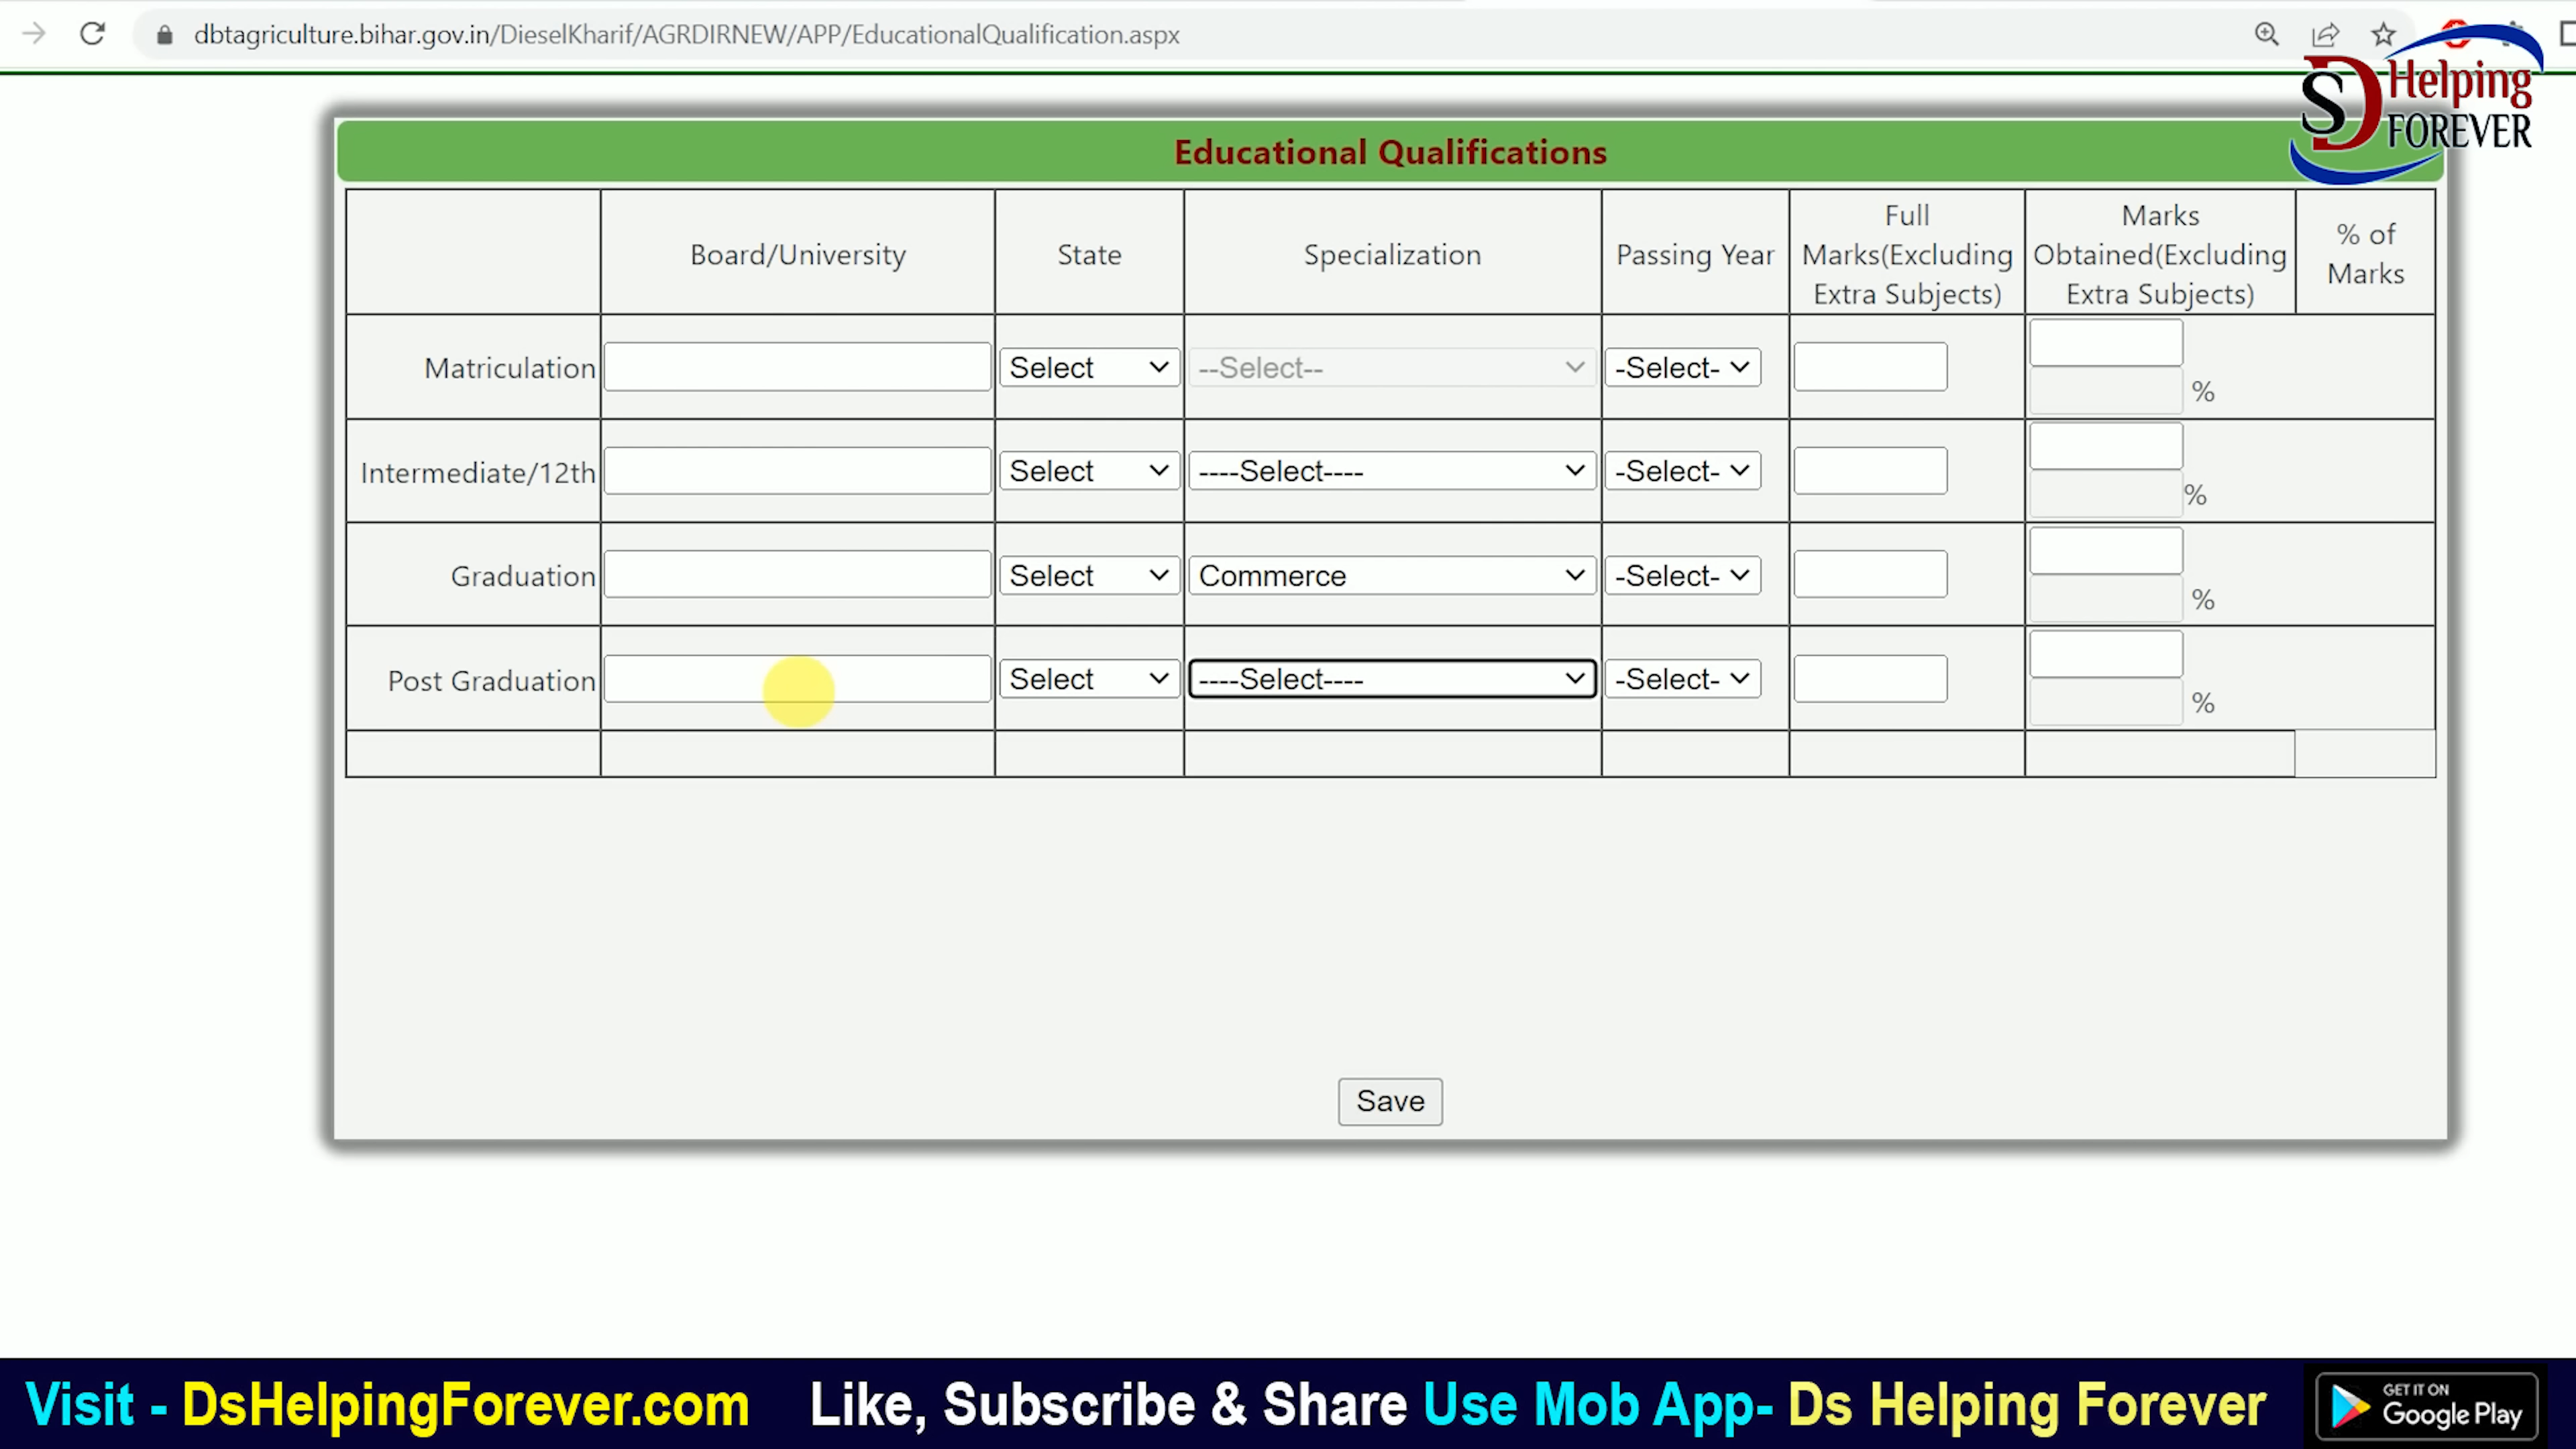 dbtagriculture.bihar.gov.in/DieselKharif/AGRDIRNEW/APP/EducationalQualification.aspx
SD Helping
FOREVER
Educational Qualifications
Board/University State Specialization Passing Year Full Marks(Excluding Extra Subjects) Marks Obtained(Excluding Extra Subjects) % of Marks
Matriculation Select --Select-- -Select- %
Intermediate/12th Select ----Select---- -Select- %
Graduation Select Commerce -Select- %
Post Graduation Select ----Select---- -Select- %
Save
Visit - DsHelpingForever.com Like, Subscribe & Share Use Mob App- Ds Helping Forever GET IT ON Google Play